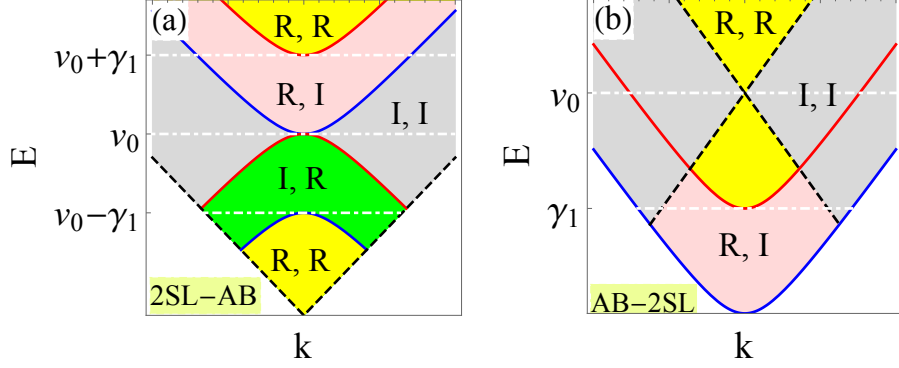 (a)
R, R
v₀+γ₁
R, I
I, I
v₀
E
I, R
v₀−γ₁
R, R
2SL−AB
k
(b)
R, R
v₀
I, I
E
γ₁
R, I
AB−2SL
k